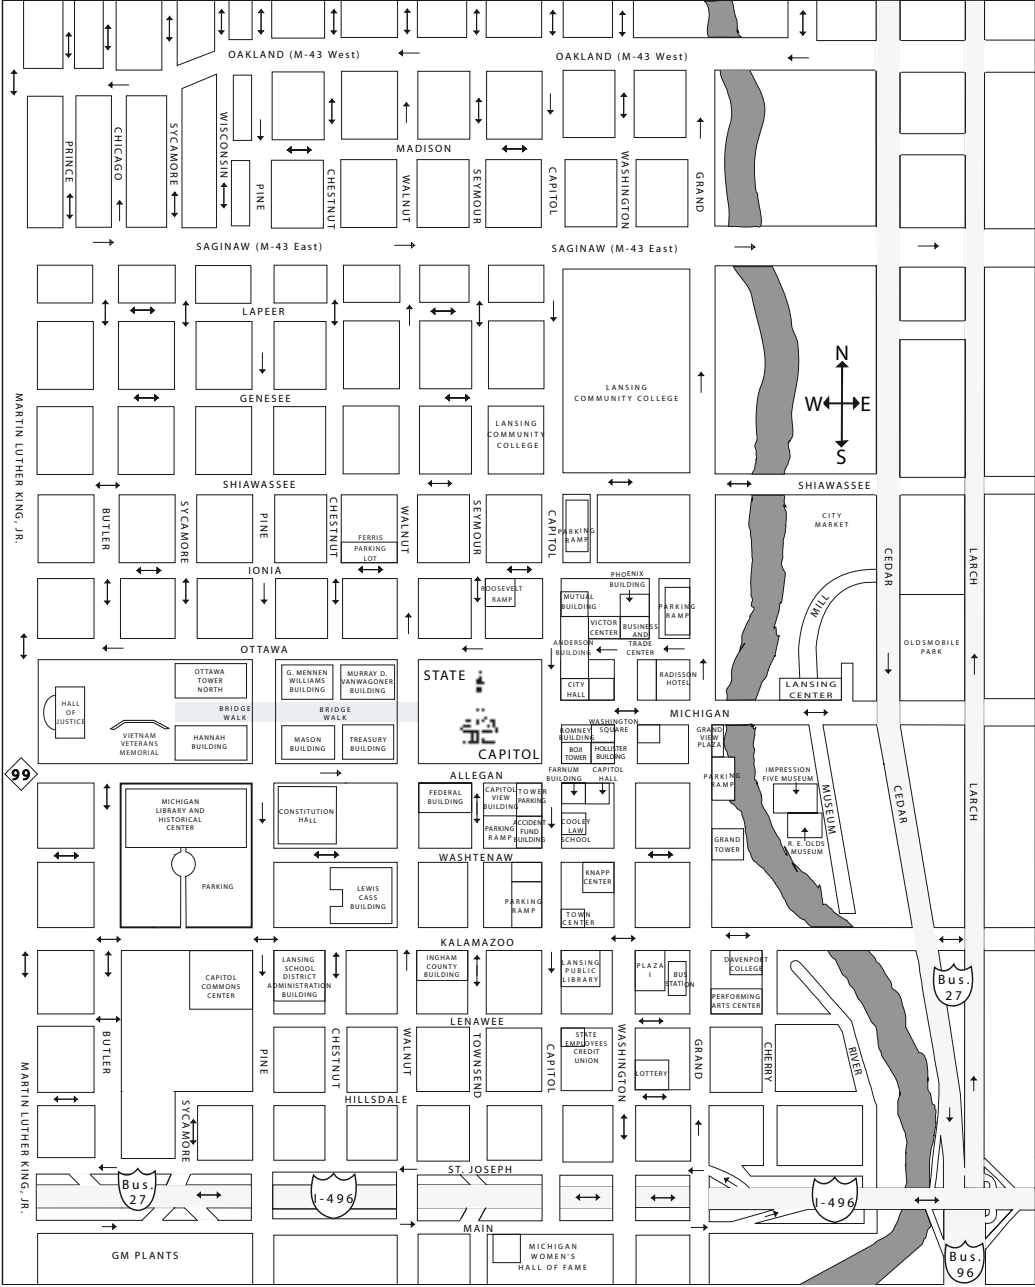 OAKLAND (M-43 West)
OAKLAND (M-43 West)
MADISON
PRINCE
CHICAGO
SYCAMORE
WISCONSIN
PINE
CHESTNUT
WALNUT
SEYMOUR
CAPITOL
WASHINGTON
GRAND
SAGINAW (M-43 East)
SAGINAW (M-43 East)
LAPEER
N
W E
S
LANSING
COMMUNITY COLLEGE
GENESEE
MARTIN LUTHER KING, JR.
LANSING
COMMUNITY
COLLEGE
SHIAWASSEE
SHIAWASSEE
BUTLER
SYCAMORE
PINE
CHESTNUT
WALNUT
SEYMOUR
CAPITOL
PARKING
RAMP
CITY
MARKET
FERRIS
PARKING
LOT
CEDAR
LARCH
IONIA
ROOSEVELT
RAMP
PHOENIX
BUILDING
MUTUAL
BUILDING
PARKING
RAMP
MILL
VICTOR
CENTER
BUSINESS
AND
TRADE
CENTER
ANDERSON
BUILDING
OLDSMOBILE
PARK
OTTAWA
OTTAWA
TOWER
NORTH
G. MENNEN
WILLIAMS
BUILDING
MURRAY D.
VANWAGONER
BUILDING
STATE
CAPITOL
CITY
HALL
RADISSON
HOTEL
LANSING
CENTER
HALL
OF
JUSTICE
BRIDGE
WALK
BRIDGE
WALK
MICHIGAN
VIETNAM
VETERANS
MEMORIAL
HANNAH
BUILDING
MASON
BUILDING
TREASURY
BUILDING
WASHINGTON
SQUARE
ROMNEY
BUILDING
BOJI
TOWER
HOLLISTER
BUILDING
GRAND
VIEW
PLAZA
99
ALLEGAN
FARNUM
BUILDING
CAPITOL
HALL
PARKING
RAMP
IMPRESSION
FIVE MUSEUM
MUSEUM
CEDAR
LARCH
MICHIGAN
LIBRARY AND
HISTORICAL
CENTER
CONSTITUTION
HALL
FEDERAL
BUILDING
CAPITOL
VIEW
BUILDING
TOWER
PARKING
PARKING
RAMP
ACCIDENT
FUND
BUILDING
COOLEY
LAW
SCHOOL
GRAND
TOWER
R. E. OLDS
MUSEUM
WASHTENAW
PARKING
LEWIS
CASS
BUILDING
PARKING
RAMP
KNAPP
CENTER
TOWN
CENTER
KALAMAZOO
CAPITOL
COMMONS
CENTER
LANSING
SCHOOL
DISTRICT
ADMINISTRATION
BUILDING
INGHAM
COUNTY
BUILDING
LANSING
PUBLIC
LIBRARY
PLAZA
I
BUS
STATION
DAVENPORT
COLLEGE
PERFORMING
ARTS CENTER
Bus.
27
LENAWEE
BUTLER
PINE
CHESTNUT
WALNUT
TOWNSEND
CAPITOL
STATE
EMPLOYEES
CREDIT
UNION
WASHINGTON
LOTTERY
GRAND
CHERRY
RIVER
MARTIN LUTHER KING, JR.
HILLSDALE
SYCAMORE
ST. JOSEPH
Bus.
27
I-496
I-496
MAIN
GM PLANTS
MICHIGAN
WOMEN'S
HALL OF FAME
Bus.
96